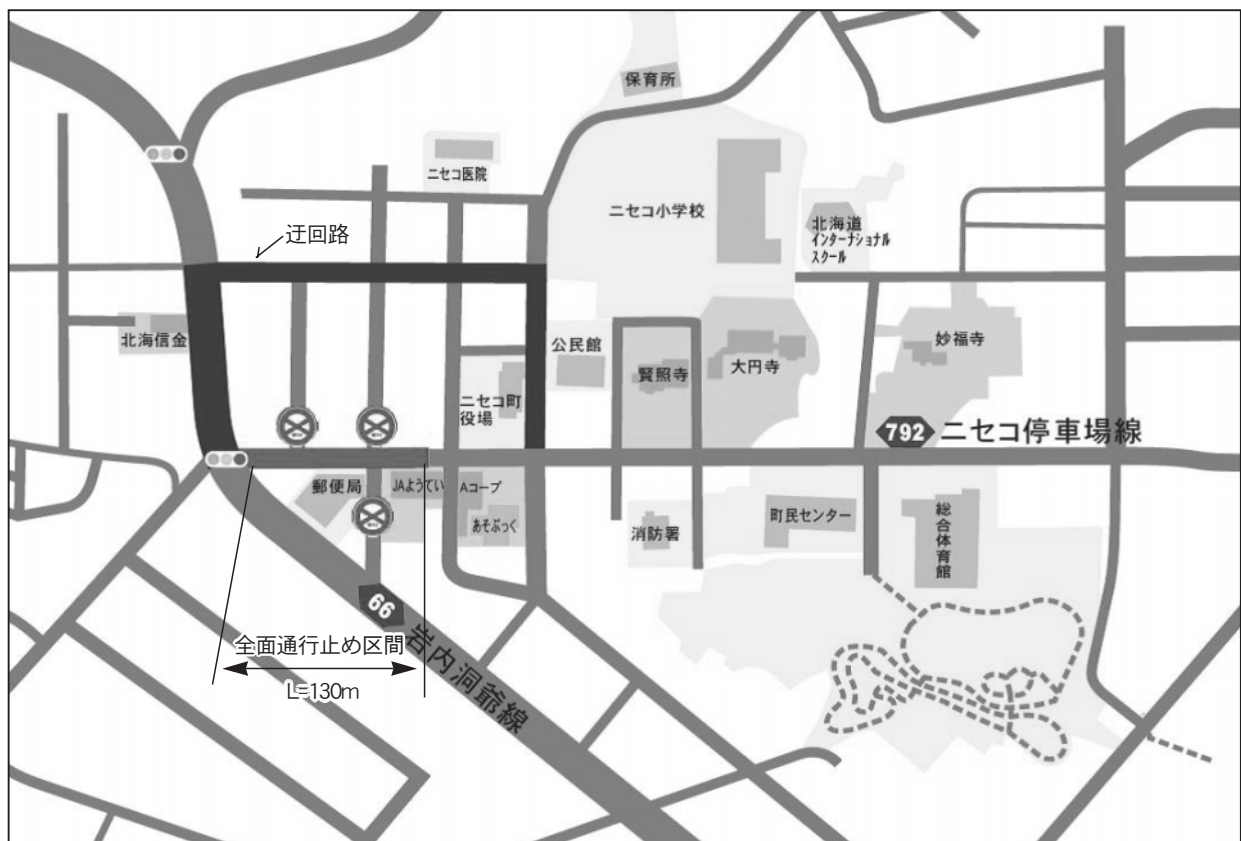 保育所
ニセコ医院
ニセコ小学校
北海道
インターナショナル
スクール
迂回路
北海信金
公民館
賢照寺
大円寺
妙福寺
ニセコ町
役場
792 ニセコ停車場線
郵便局
JAようてい
Aコープ
あそぶっく
消防署
町民センター
総合体育館
66 岩内洞爺線
全面通行止め区間
L=130m